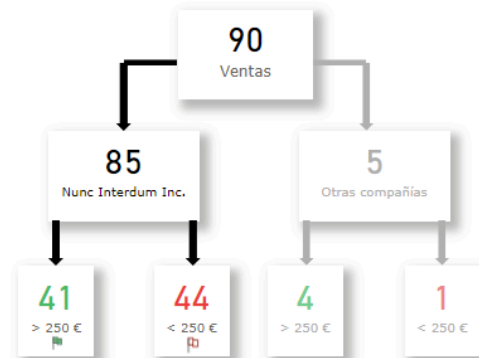 90
Ventas
85
Nunc Interdum Inc.
5
Otras compañías
41
> 250 €
44
< 250 €
4
> 250 €
1
< 250 €